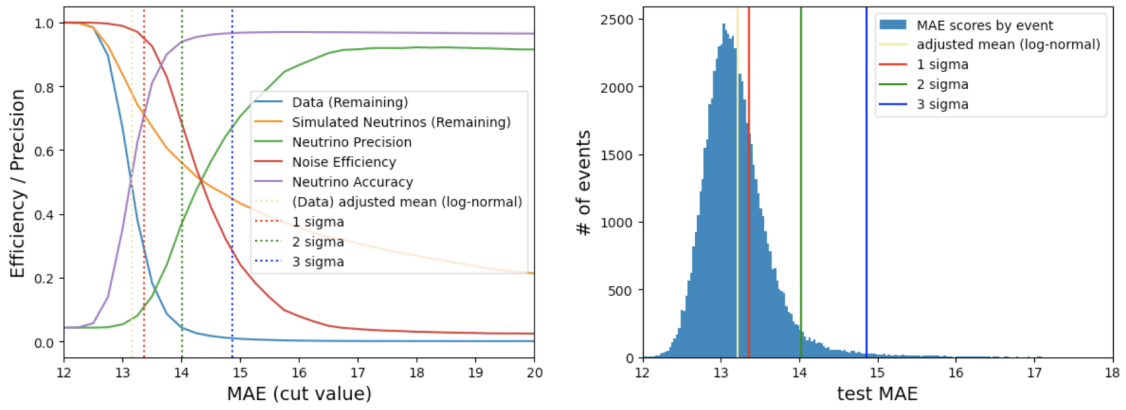 1.0
0.8
0.6
0.4
0.2
0.0
Efficiency / Precision
Data (Remaining)
Simulated Neutrinos (Remaining)
Neutrino Precision
Noise Efficiency
Neutrino Accuracy
(Data) adjusted mean (log-normal)
1 sigma
2 sigma
3 sigma
12 13 14 15 16 17 18 19 20
MAE (cut value)
2500
2000
1500
1000
500
0
# of events
MAE scores by event
adjusted mean (log-normal)
1 sigma
2 sigma
3 sigma
12 13 14 15 16 17 18
test MAE